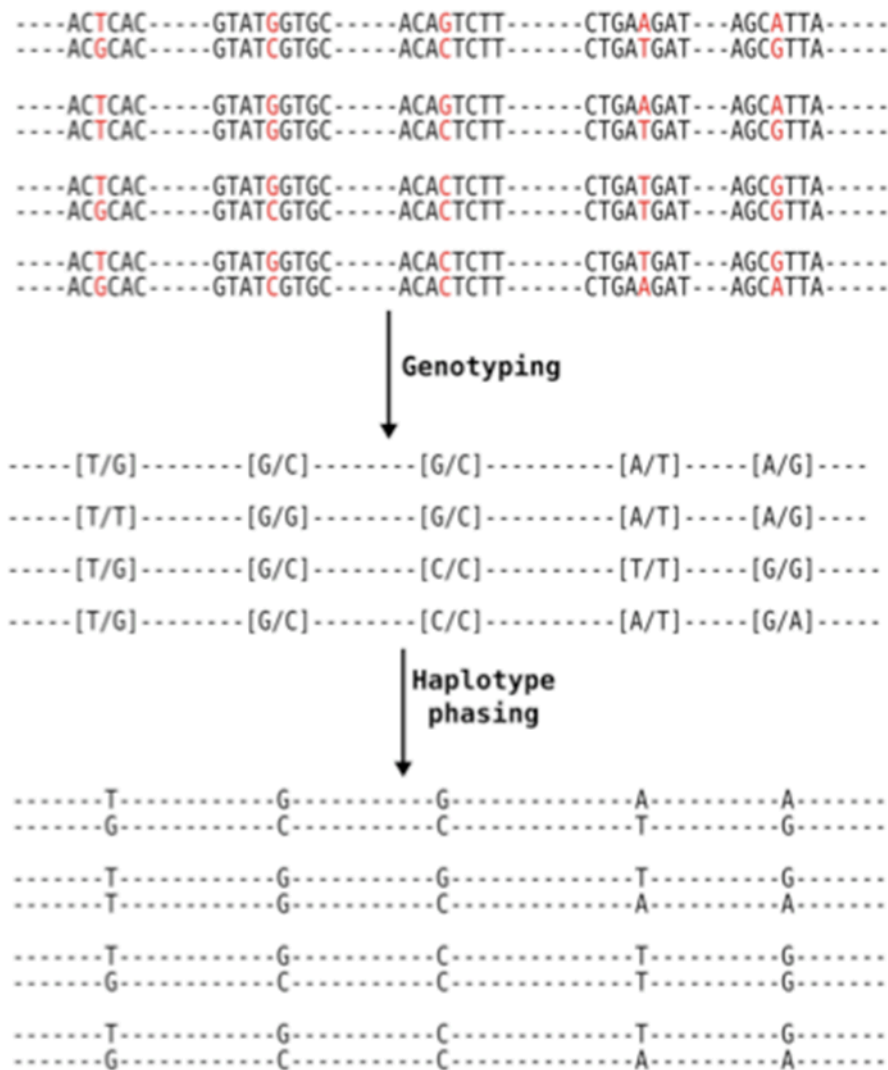 ----ACTCAC-----GTATGGTGC-----ACAGTCTT------CTGAAGAT---AGCATTA-----
----ACGCAC-----GTATCGTGC-----ACACTCTT------CTGATGAT---AGCGTTA-----
----ACTCAC-----GTATGGTGC-----ACAGTCTT------CTGAAGAT---AGCATTA-----
----ACTCAC-----GTATGGTGC-----ACACTCTT------CTGATGAT---AGCGTTA-----
----ACTCAC-----GTATGGTGC-----ACACTCTT------CTGATGAT---AGCGTTA-----
----ACGCAC-----GTATCGTGC-----ACACTCTT------CTGATGAT---AGCGTTA-----
----ACTCAC-----GTATGGTGC-----ACACTCTT------CTGATGAT---AGCGTTA-----
----ACGCAC-----GTATCGTGC-----ACACTCTT------CTGAAGAT---AGCATTA-----
Genotyping
-----[T/G]--------[G/C]--------[G/C]----------[A/T]-----[A/G]----
-----[T/T]--------[G/G]--------[G/C]----------[A/T]-----[A/G]----
-----[T/G]--------[G/C]--------[C/C]----------[T/T]-----[G/G]-----
-----[T/G]--------[G/C]--------[C/C]----------[A/T]-----[G/A]-----
Haplotype
phasing
-------T------------G-----------G--------------A----------A-------
-------G------------C-----------C--------------T----------G-------
-------T------------G-----------G--------------T----------G-------
-------T------------G-----------C--------------A----------A-------
-------T------------G-----------C--------------T----------G-------
-------G------------C-----------C--------------T----------G-------
-------T------------G-----------C--------------T----------G-------
-------G------------C-----------C--------------A----------A-------